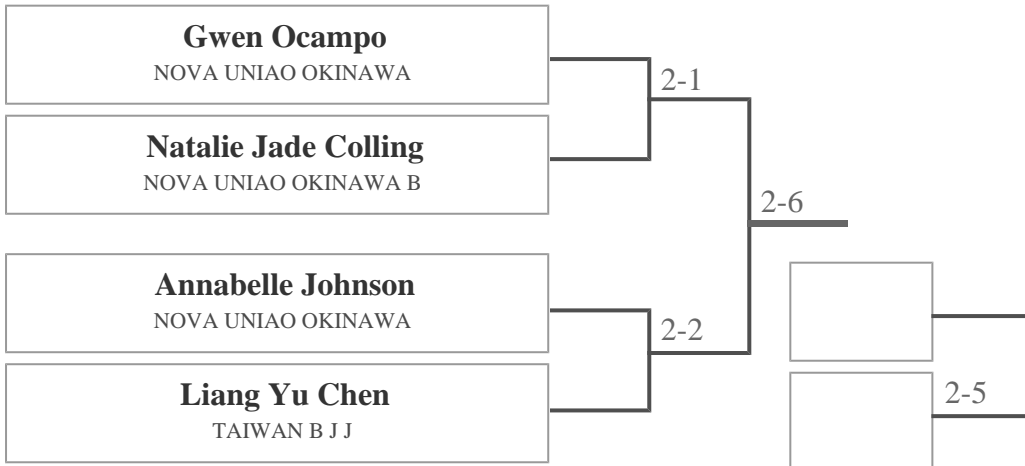 Gwen Ocampo
NOVA UNIAO OKINAWA
2-1
Natalie Jade Colling
NOVA UNIAO OKINAWA B
2-6
Annabelle Johnson
NOVA UNIAO OKINAWA
2-2
Liang Yu Chen
TAIWAN B J J
2-5